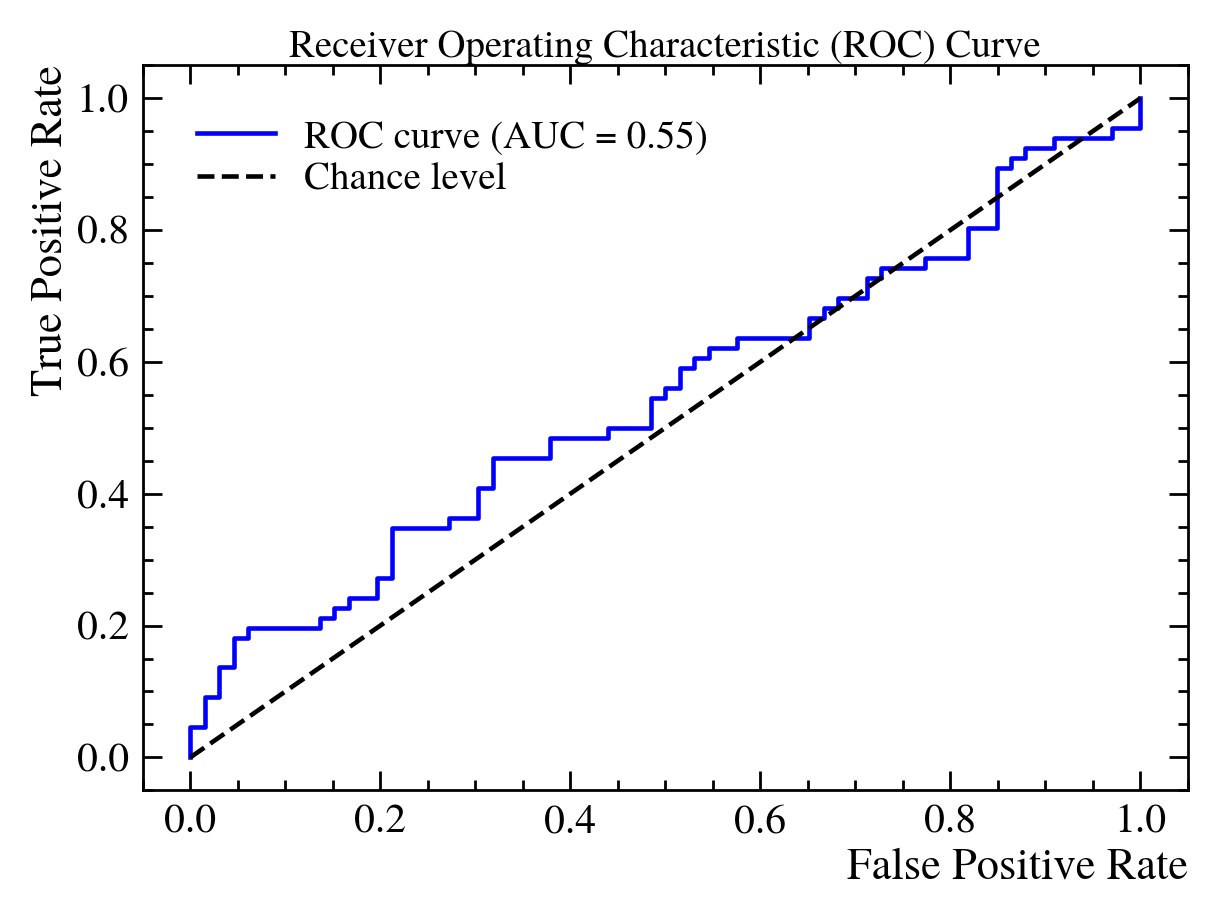 Receiver Operating Characteristic (ROC) Curve
True Positive Rate
1.0
0.8
0.6
0.4
0.2
0.0
ROC curve (AUC = 0.55)
Chance level
0.0 0.2 0.4 0.6 0.8 1.0
False Positive Rate